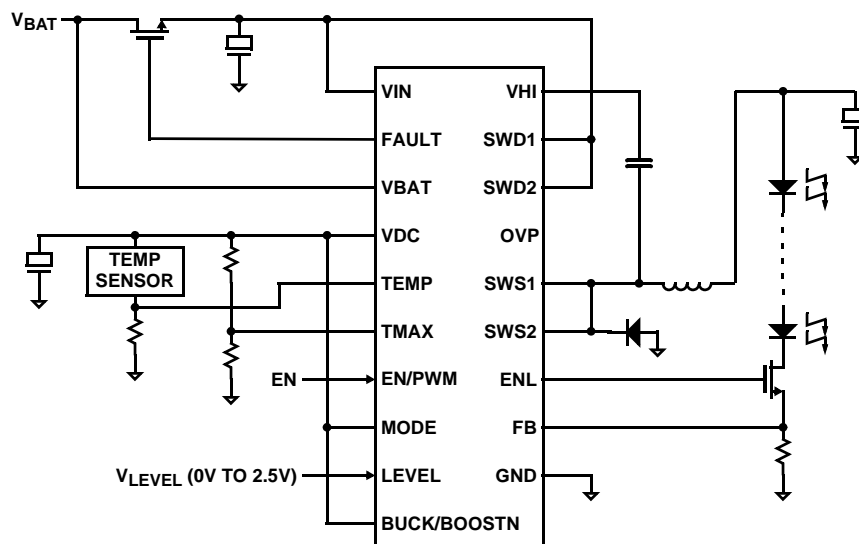 VBAT
VIN
VHI
FAULT
SWD1
VBAT
SWD2
VDC
OVP
TEMP
SENSOR
TEMP
SWS1
TMAX
SWS2
EN
EN/PWM
ENL
MODE
FB
VLEVEL (0V TO 2.5V)
LEVEL
GND
BUCK/BOOSTN